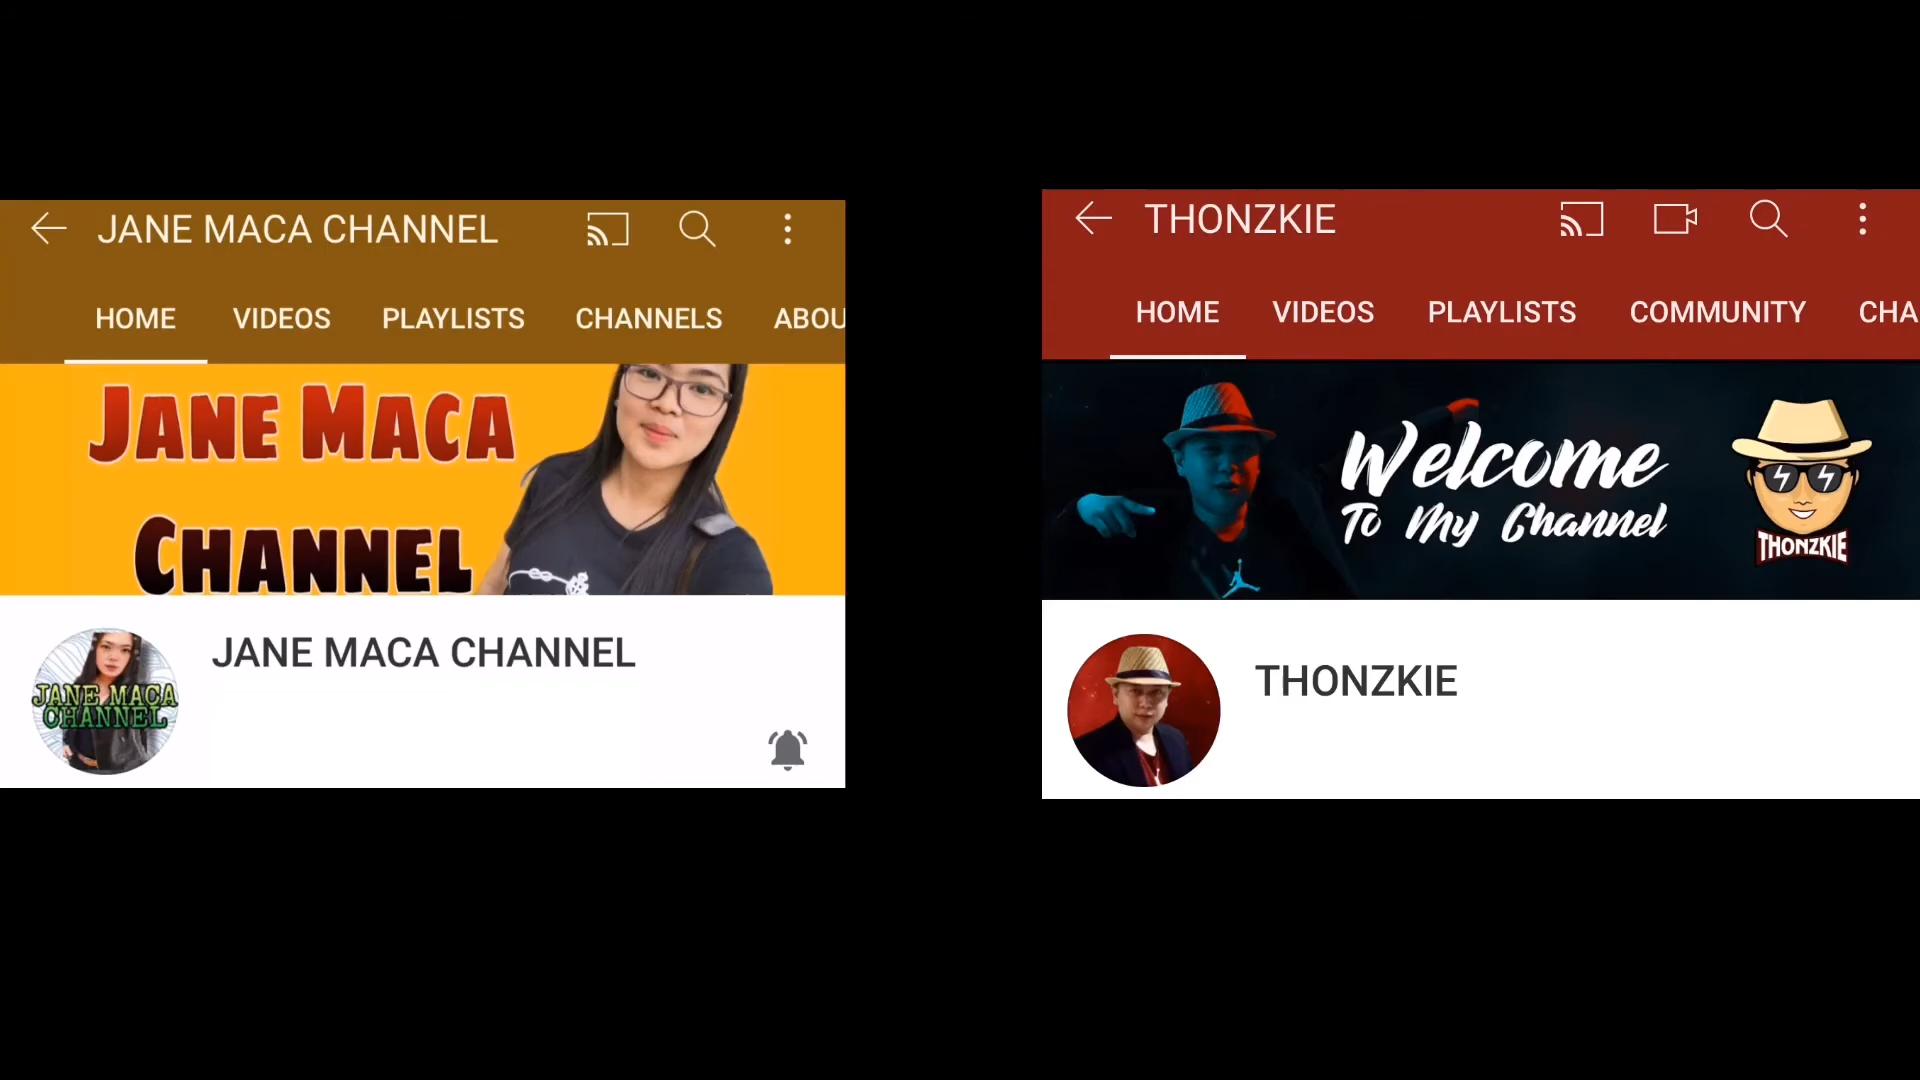 JANE MACA CHANNEL
HOME VIDEOS PLAYLISTS CHANNELS ABOU
JANE MACA
CHANNEL
JANE MACA
CHANNEL
JANE MACA CHANNEL
THONZKIE
HOME VIDEOS PLAYLISTS COMMUNITY CHA
Welcome
To My Channel
THONZKIE
THONZKIE